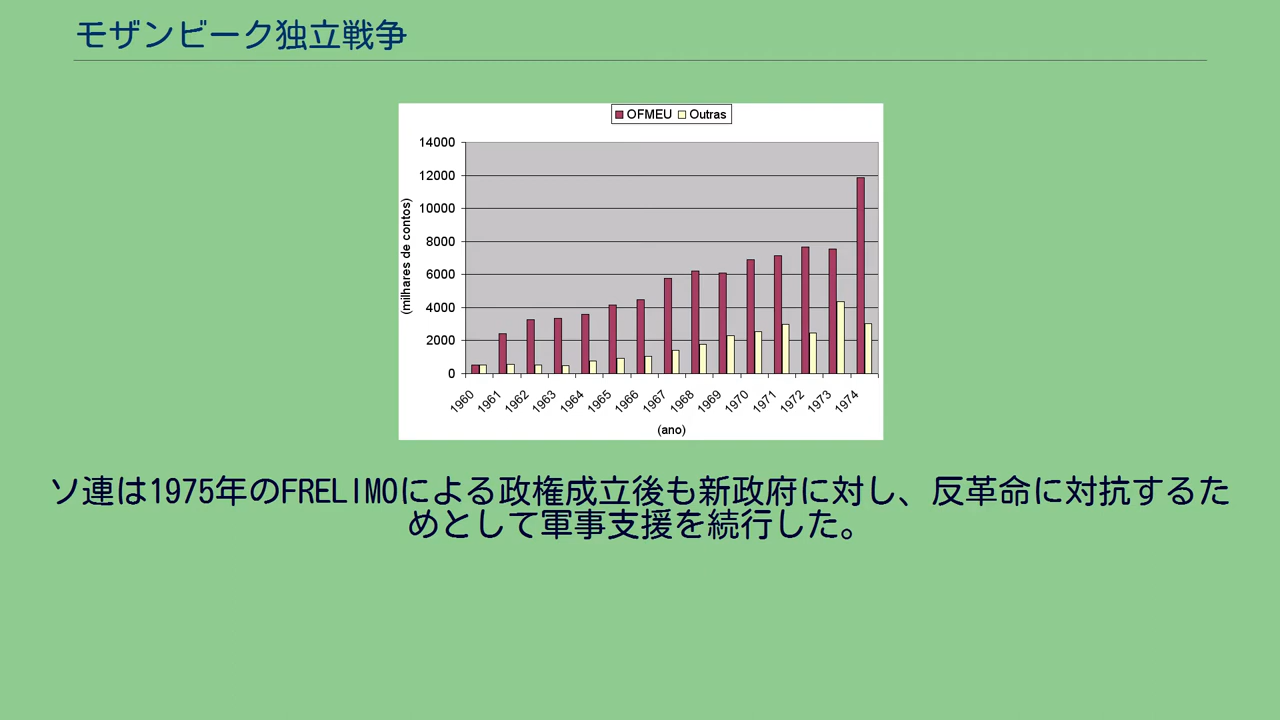 モザンビーク独立戦争
OFMEU Outras
14000
12000
10000
8000
6000
4000
2000
0
(milhares de contos)
1960 1961 1962 1963 1964 1965 1966 1967 1968 1969 1970 1971 1972 1973 1974
(ano)
ソ連は1975年のFRELIMOによる政権成立後も新政府に対し、反革命に対抗するた
めとして軍事支援を続行した。